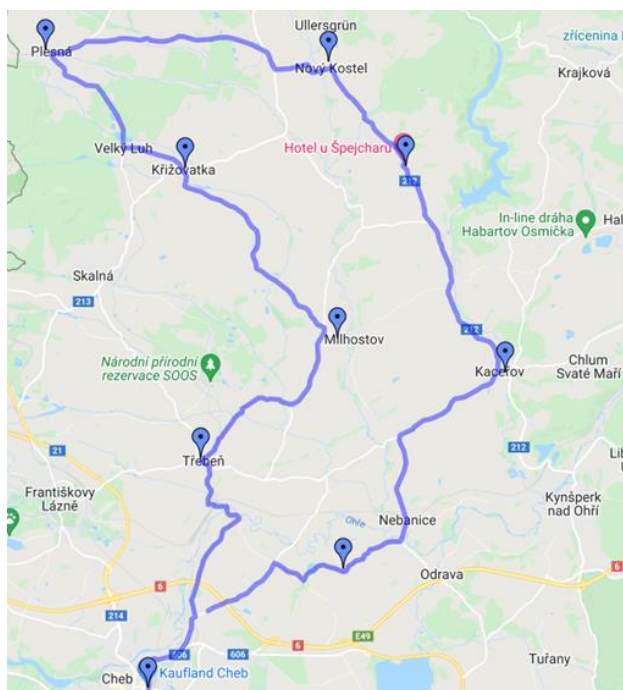 Ullersgrün
zřícenina
Plesná
Nový Kostel
Krajková
Velký Luh
Hotel u Špejcharu
Křižovatka
212
In-line dráha
Habartov Osmička
Skalná
213
Milhostov
212
Národní přírodní
rezervace SOOS
Kaceřov
Chlum
Svaté Maří
21
Třebeň
212
Františkovy
Lázně
Kynšperk
nad Ohří
Ohře
Nebanice
Odrava
6
6
214
E49
6
606
606
Cheb
Kaufland Cheb
Tuřany